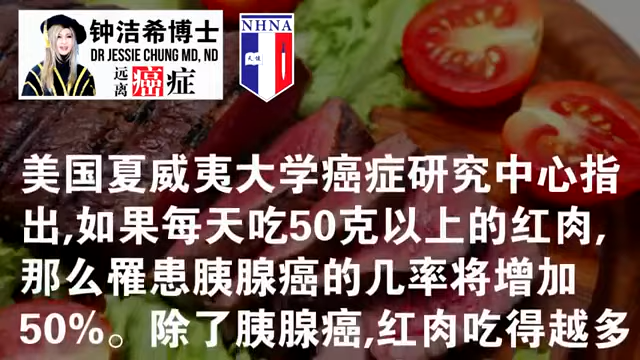 钟洁希博士
DR JESSIE CHUNG MD, ND
远离癌症
NHNA
美国夏威夷大学癌症研究中心指
出,如果每天吃50克以上的红肉,
那么罹患胰腺癌的几率将增加
50%。除了胰腺癌,红肉吃得越多